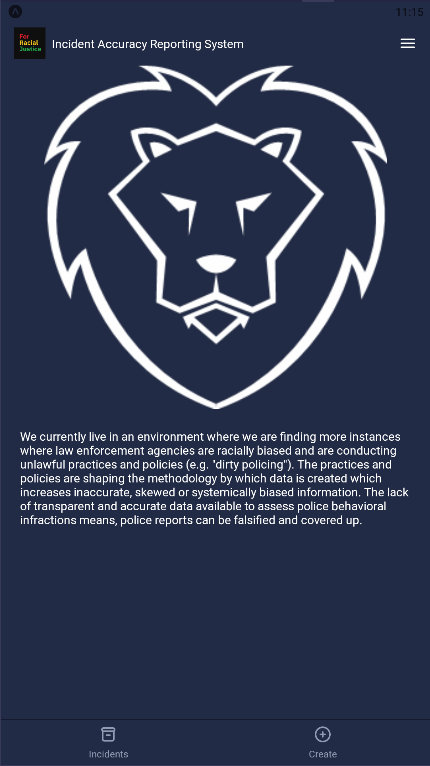 11:15
For
Racial
Justice
Incident Accuracy Reporting System
We currently live in an environment where we are finding more instances
where law enforcement agencies are racially biased and are conducting
unlawful practices and policies (e.g. "dirty policing"). The practices and
policies are shaping the methodology by which data is created which
increases inaccurate, skewed or systemically biased information. The lack
of transparent and accurate data available to assess police behavioral
infractions means, police reports can be falsified and covered up.
Incidents
Create